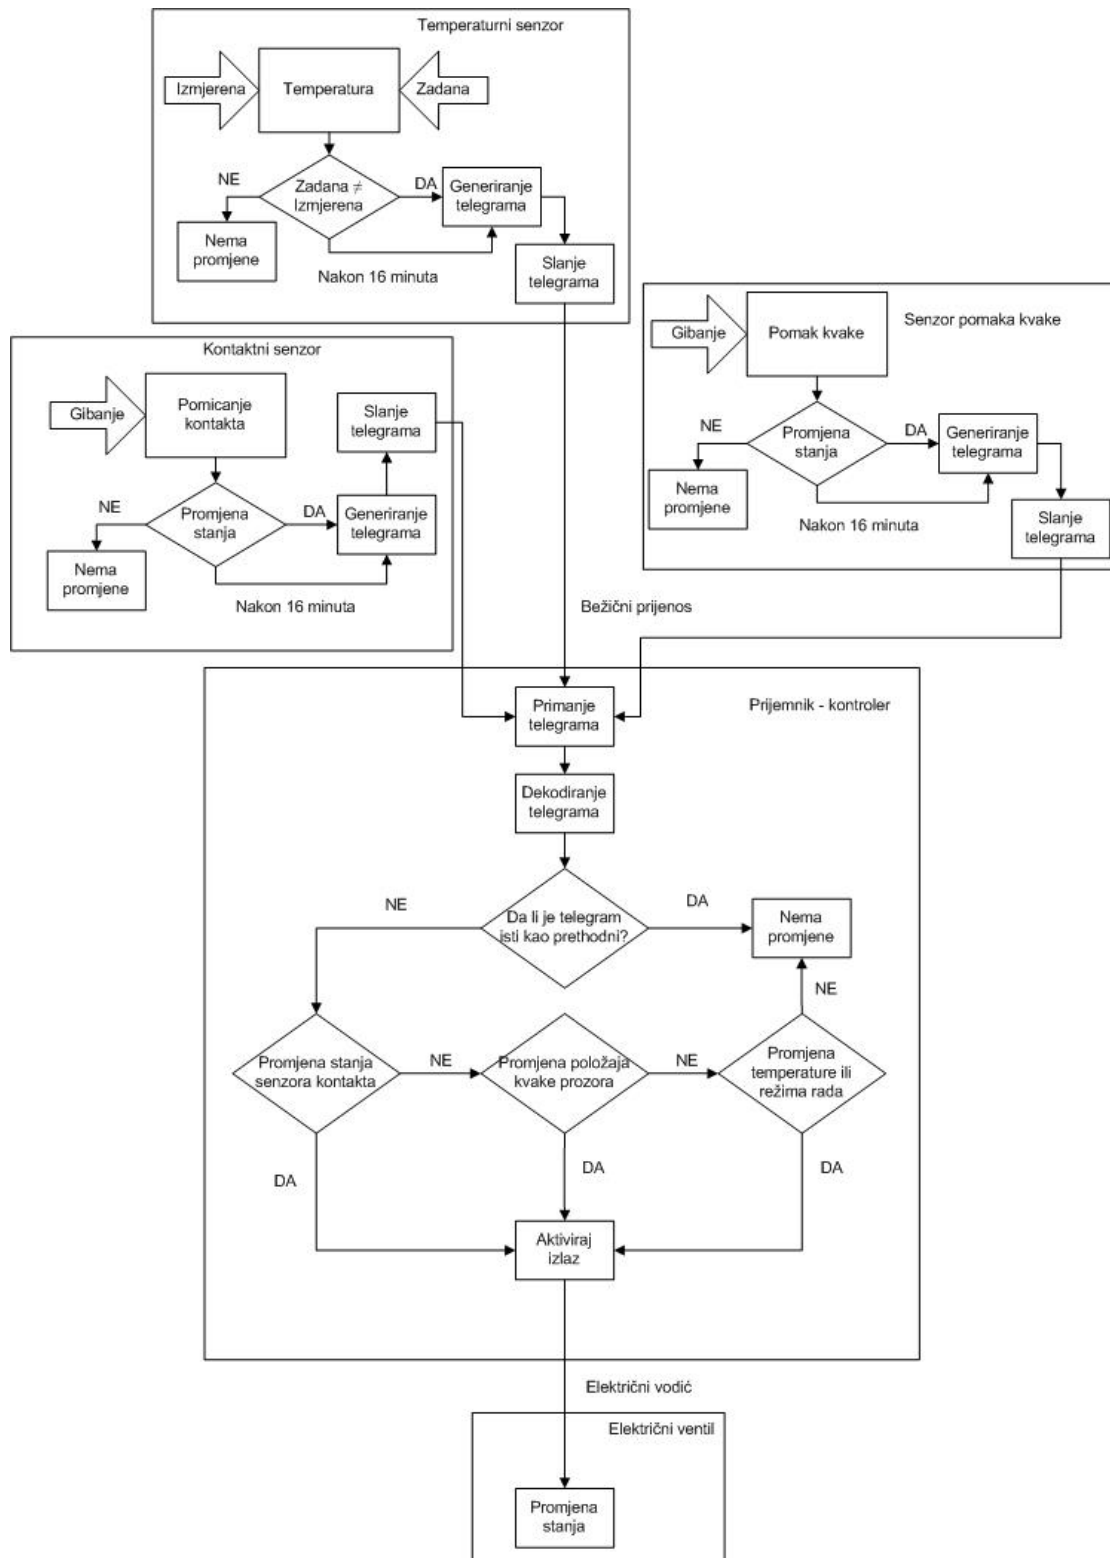 Temperaturni senzor
Izmjerena
Temperatura
Zadana
NE
Zadana ≠
Izmjerena
DA
Generiranje
telegrama
Nema
promjene
Nakon 16 minuta
Slanje
telegrama
Senzor pomaka kvake
Gibanje
Pomak kvake
NE
Promjena
stanja
DA
Generiranje
telegrama
Nema
promjene
Nakon 16 minuta
Slanje
telegrama
Kontaktni senzor
Gibanje
Pomicanje
kontakta
Slanje
telegrama
NE
Promjena
stanja
DA
Generiranje
telegrama
Nema
promjene
Nakon 16 minuta
Bežični prijenos
Prijemnik - kontroler
Primanje
telegrama
Dekodiranje
telegrama
NE
Da li je telegram
isti kao prethodni?
DA
Nema
promjene
NE
Promjena stanja
senzora kontakta
NE
Promjena položaja
kvake prozora
NE
Promjena
temperature ili
režima rada
DA
DA
DA
Aktiviraj
izlaz
Električni vodić
Električni ventil
Promjena
stanja